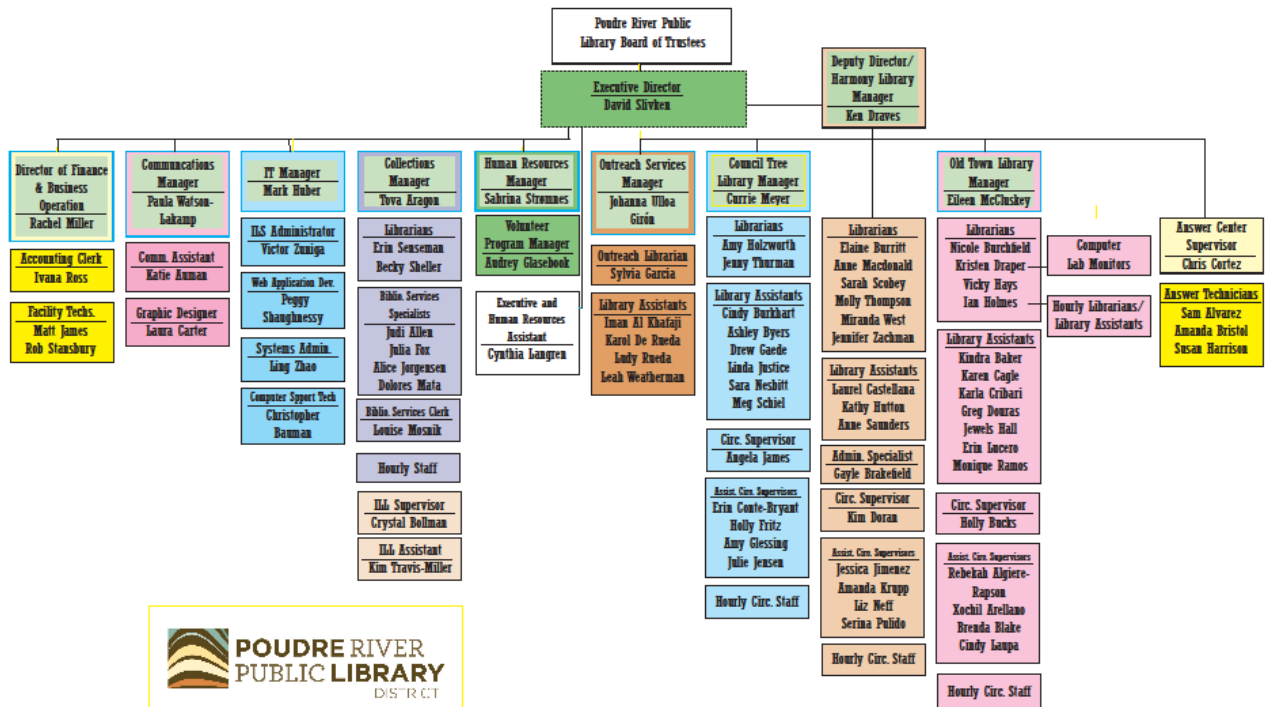 Poudre River Public
Library Board of Trustees
Executive Director
David Slivken
Deputy Director/
Harmony Library
Manager
Ken Draves
Director of Finance
& Business
Operation
Rachel Miller
Accounting Clerk
Ivana Ross
Facility Techs.
Matt James
Rob Stansbury
Communcations
Manager
Paula Watson-
Lakamp
Comm. Assistant
Katie Auman
Graphic Designer
Laura Carter
IT Manager
Mark Huber
ILS Administrator
Victor Zuniga
Web Application Dev.
Peggy
Shaughnessy
Systems Admin.
Ling Zhao
Computer Spport Tech
Christopher
Bauman
Collections
Manager
Tova Aragon
Librarians
Erin Senseman
Becky Sheller
Biblio. Services
Specialists
Judi Allen
Julia Fox
Alice Jorgensen
Dolores Mata
Biblio. Services Clerk
Louise Mosnik
Hourly Staff
ILL Supervisor
Crystal Bollman
ILL Assistant
Kim Travis-Miller
Human Resources
Manager
Sabrina Strømnes
Volunteer
Program Manager
Audrey Glasebook
Executive and
Human Resources
Assistant
Cynthia Langren
Outreach Services
Manager
Johanna Ulloa
Girón
Outreach Librarian
Sylvia Garcia
Library Assistants
Iman Al Khafaji
Karol De Rueda
Ludy Rueda
Leah Weatherman
Council Tree
Library Manager
Currie Meyer
Librarians
Amy Holzworth
Jenny Thurman
Library Assistants
Cindy Burkhart
Ashley Byers
Drew Gaede
Linda Justice
Sara Nesbitt
Meg Schiel
Circ. Supervisor
Angela James
Assist. Circ. Supervisors
Erin Conte-Bryant
Holly Fritz
Amy Glessing
Julie Jensen
Hourly Circ. Staff
Librarians
Elaine Burritt
Anne Macdonald
Sarah Scobey
Molly Thompson
Miranda West
Jennifer Zachman
Library Assistants
Laurel Castellana
Kathy Hutton
Anne Saunders
Admin. Specialist
Gayle Brakefield
Circ. Supervisor
Kim Doran
Assist. Circ. Supervisors
Jessica Jimenez
Amanda Krupp
Liz Neff
Serina Pulido
Hourly Circ. Staff
Old Town Library
Manager
Eileen McCluskey
Librarians
Nicole Burchfield
Kristen Draper
Vicky Hays
Ian Holmes
Library Assistants
Kindra Baker
Karen Cagle
Karla Cribari
Greg Douras
Jewels Hall
Erin Lucero
Monique Ramos
Circ. Supervisor
Holly Bucks
Assist. Circ. Supervisors
Rebekah Algiere-
Rapson
Xochil Arellano
Brenda Blake
Cindy Laupa
Hourly Circ. Staff
Computer
Lab Monitors
Hourly Librarians/
Library Assistants
Answer Center
Supervisor
Chris Cortez
Answer Technicians
Sam Alvarez
Amanda Bristol
Susan Harrison
POUDRE RIVER
PUBLIC LIBRARY
DISTRICT